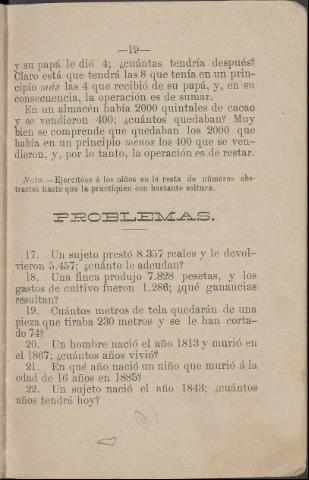 —19—
y su papá le dió 4; ¿cuántas tendría después?
Claro está que tendrá las 8 que tenía en un prin-
cipio más las 4 que recibió de su papá, y, en su
consecuencia, la operación es de sumar.
En un almacén había 2000 quintales de cacao
y se vendieron 400; ¿cuántos quedaban? Muy
bien se comprende que quedaban los 2000 que
había en un principio menos los 400 que se ven-
dieron, y, por lo tanto, la operación es de restar.
Nota.—Ejercítese á los niños en la resta de números abs-
tractos hasta que la practiquen con bastante soltura.
PROBLEMAS.
17. Un sujeto prestó 8.357 reales y le devol-
vieron 5.457; ¿cuánto le adeudan?
18. Una finca produjo 7.828 pesetas, y los
gastos de cultivo fueron 1.286; ¿qué ganancias
resultan?
19. Cuántos metros de tela quedarán de una
pieza que tiraba 230 metros y se le han corta-
do 74?
20. Un hombre nació el año 1813 y murió en
el 1867; ¿cuántos años vivió?
21. En qué año nació un niño que murió á la
edad de 16 años en 1885?
22. Un sujeto nació el año 1843; ¿cuántos
años tendrá hoy?